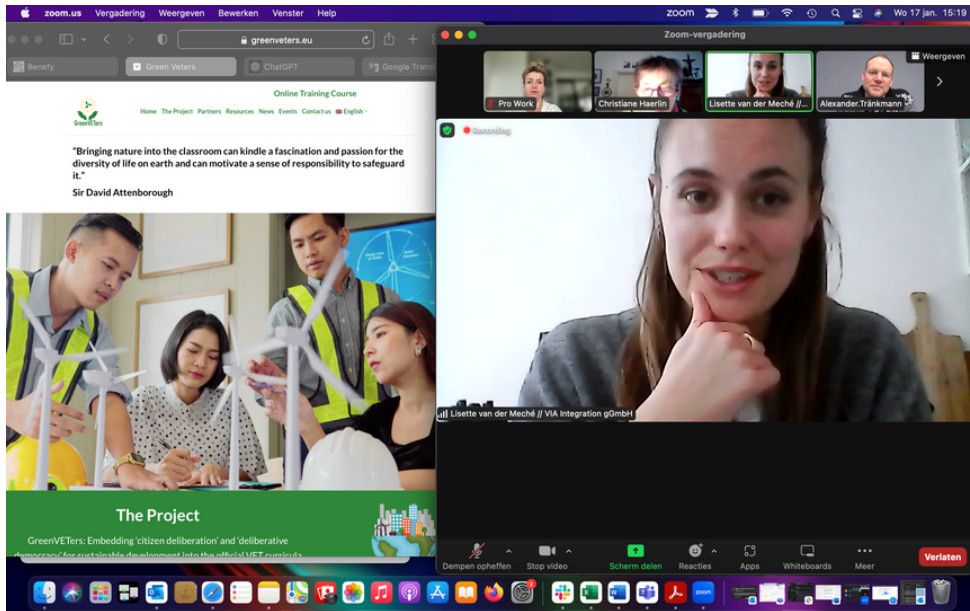 zoom.us Vergadering Weergeven Bewerken Venster Help
zoom
Wo 17 jan. 15:19
greenveters.eu
Benefy
Green Veters
ChatGPT
Google Transl
Online Training Course
GreenVETers
Home The Project Partners Resources News Events Contact us English
"Bringing nature into the classroom can kindle a fascination and passion for the
diversity of life on earth and can motivate a sense of responsibility to safeguard
it."
Sir David Attenborough
The Project
GreenVETers: Embedding 'citizen deliberation' and 'deliberative
democracy' for sustainable development into the official VET curricula
Zoom-vergadering
Weergeven
Pro Work
Christiane Haerlin
Lisette van der Meché //...
Alexander.Tränkmann
Recording
Lisette van der Meché // VIA Integration gGmbH
Dempen opheffen
Stop video
Scherm delen
Reacties
Apps
Whiteboards
Meer
Verlaten
zoom